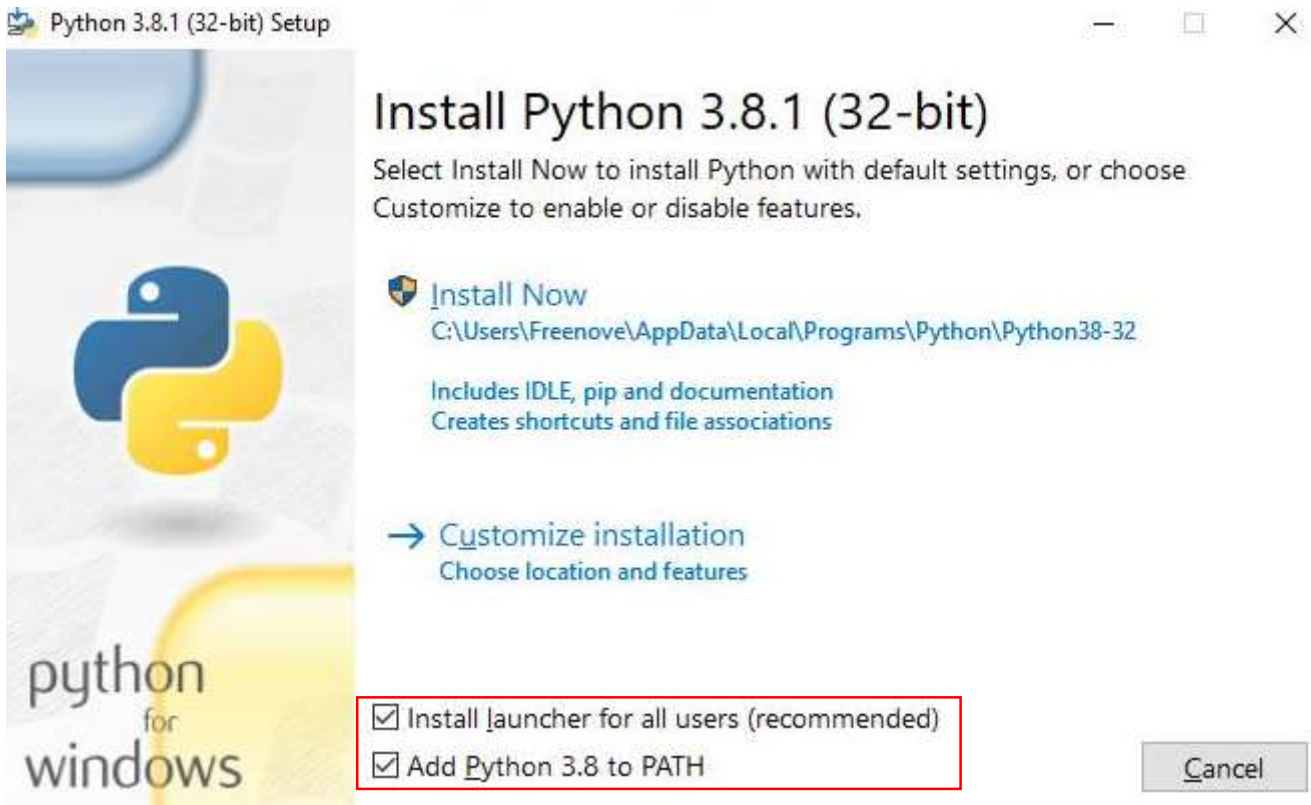 Python 3.8.1 (32-bit) Setup
Install Python 3.8.1 (32-bit)
Select Install Now to install Python with default settings, or choose
Customize to enable or disable features.
Install Now
C:\Users\Freenove\AppData\Local\Programs\Python\Python38-32
Includes IDLE, pip and documentation
Creates shortcuts and file associations
Customize installation
Choose location and features
python
for
windows
Install launcher for all users (recommended)
Add Python 3.8 to PATH
Cancel